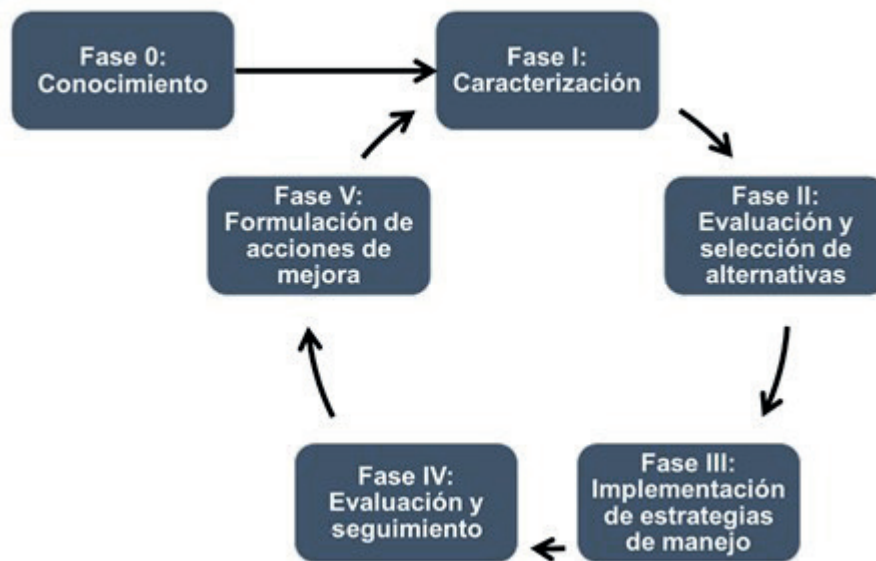 Fase 0:
Conocimiento
Fase I:
Caracterización
Fase II:
Evaluación y
selección de
alternativas
Fase III:
Implementación
de estrategias
de manejo
Fase IV:
Evaluación y
seguimiento
Fase V:
Formulación de
acciones de
mejora